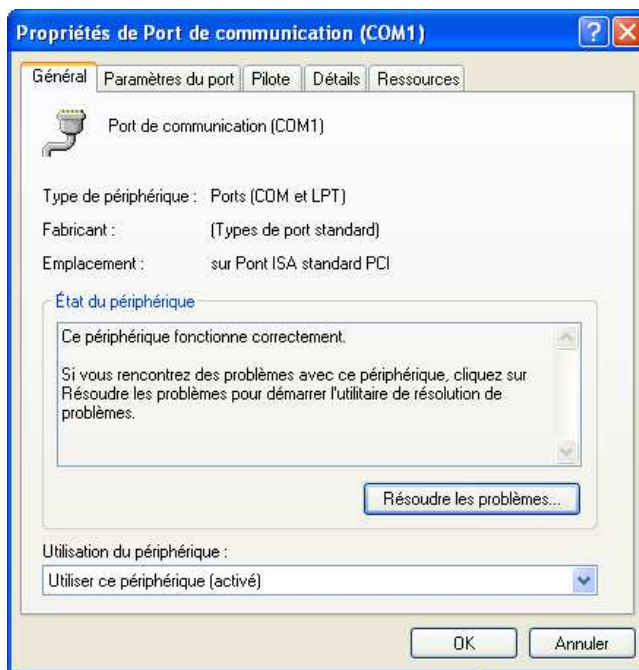 Propriétés de Port de communication (COM1)
Général Paramètres du port Pilote Détails Ressources
Port de communication (COM1)
Type de périphérique : Ports (COM et LPT)
Fabricant : (Types de port standard)
Emplacement : sur Pont ISA standard PCI
État du périphérique
Ce périphérique fonctionne correctement.
Si vous rencontrez des problèmes avec ce périphérique, cliquez sur
Résoudre les problèmes pour démarrer l'utilitaire de résolution de
problèmes.
Résoudre les problèmes...
Utilisation du périphérique :
Utiliser ce périphérique (activé)
OK Annuler